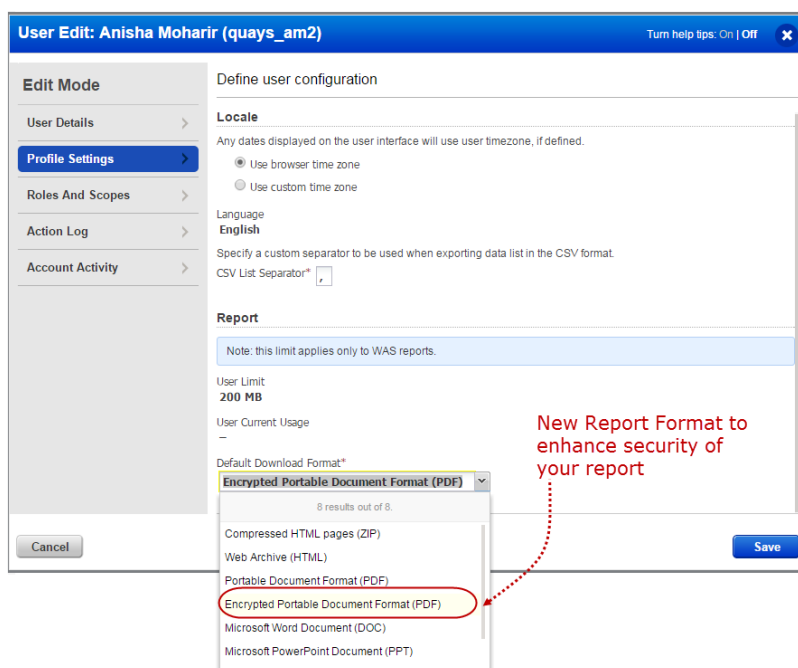 User Edit: Anisha Moharir (quays_am2)
Turn help tips: On | Off
Edit Mode
User Details
Profile Settings
Roles And Scopes
Action Log
Account Activity
Define user configuration
Locale
Any dates displayed on the user interface will use user timezone, if defined.
Use browser time zone
Use custom time zone
Language
English
Specify a custom separator to be used when exporting data list in the CSV format.
CSV List Separator* ,
Report
Note: this limit applies only to WAS reports.
User Limit
200 MB
User Current Usage
–
Default Download Format*
Encrypted Portable Document Format (PDF)
8 results out of 8.
Compressed HTML pages (ZIP)
Web Archive (HTML)
Portable Document Format (PDF)
Encrypted Portable Document Format (PDF)
Microsoft Word Document (DOC)
Microsoft PowerPoint Document (PPT)
New Report Format to
enhance security of
your report
Cancel
Save